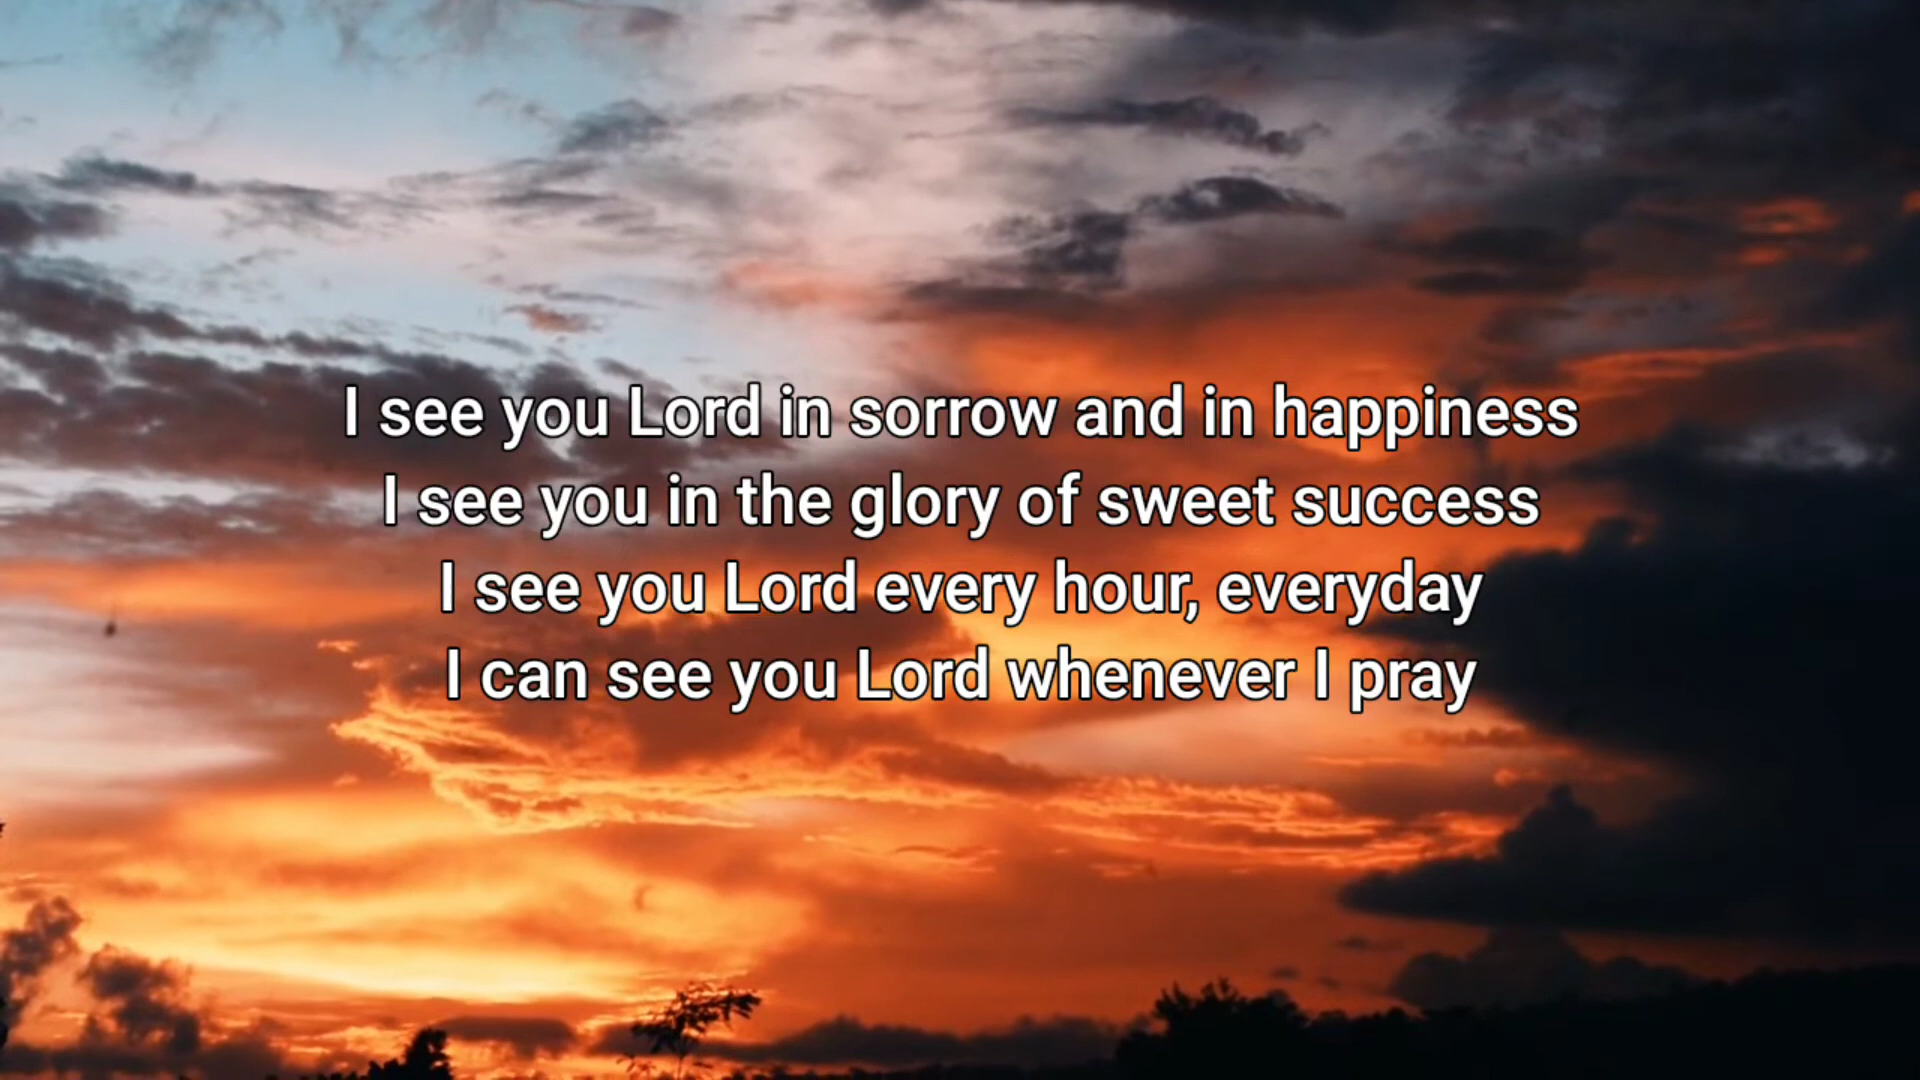 I see you Lord in sorrow and in happiness
I see you in the glory of sweet success
I see you Lord every hour, everyday
I can see you Lord whenever I pray